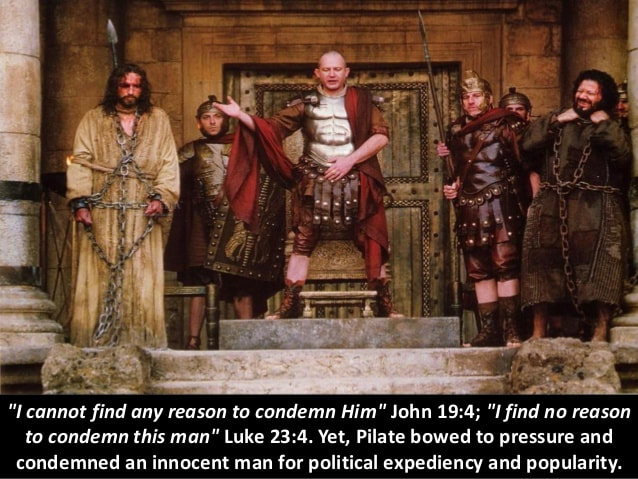 "I cannot find any reason to condemn Him" John 19:4; "I find no reason
to condemn this man" Luke 23:4. Yet, Pilate bowed to pressure and
condemned an innocent man for political expediency and popularity.